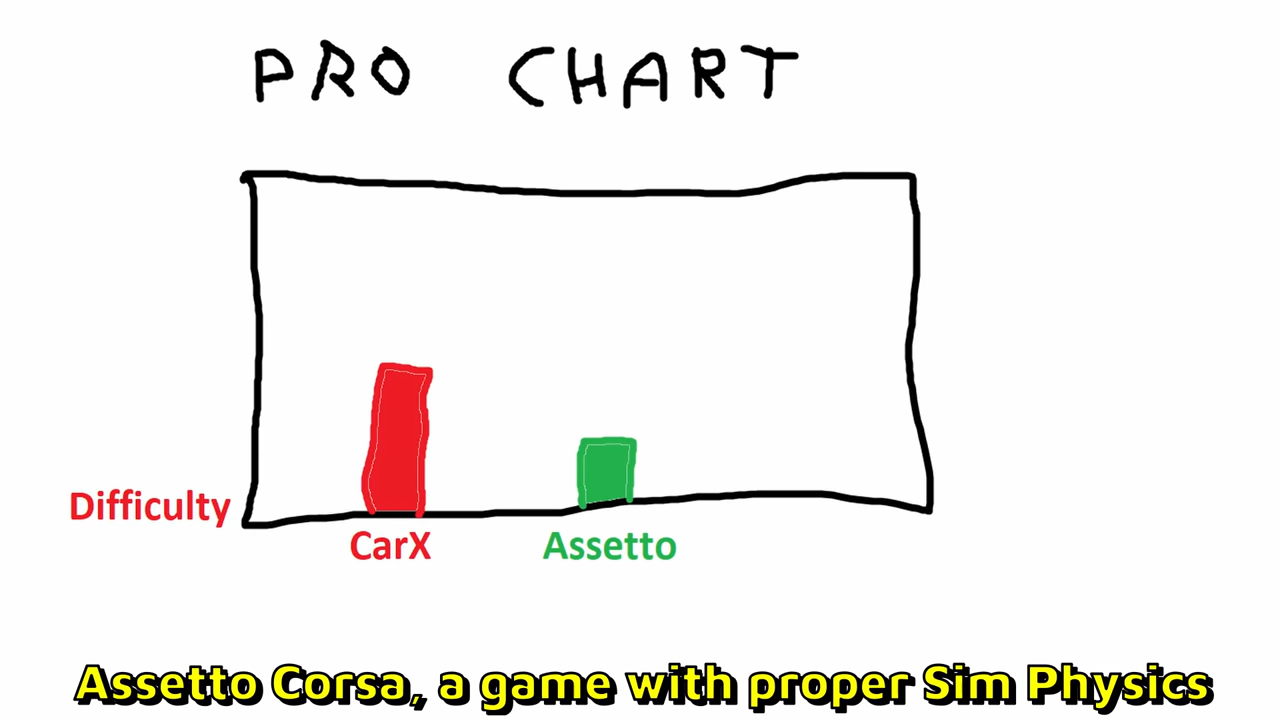 PRO CHART
Difficulty
CarX Assetto
Assetto Corsa, a game with proper Sim Physics